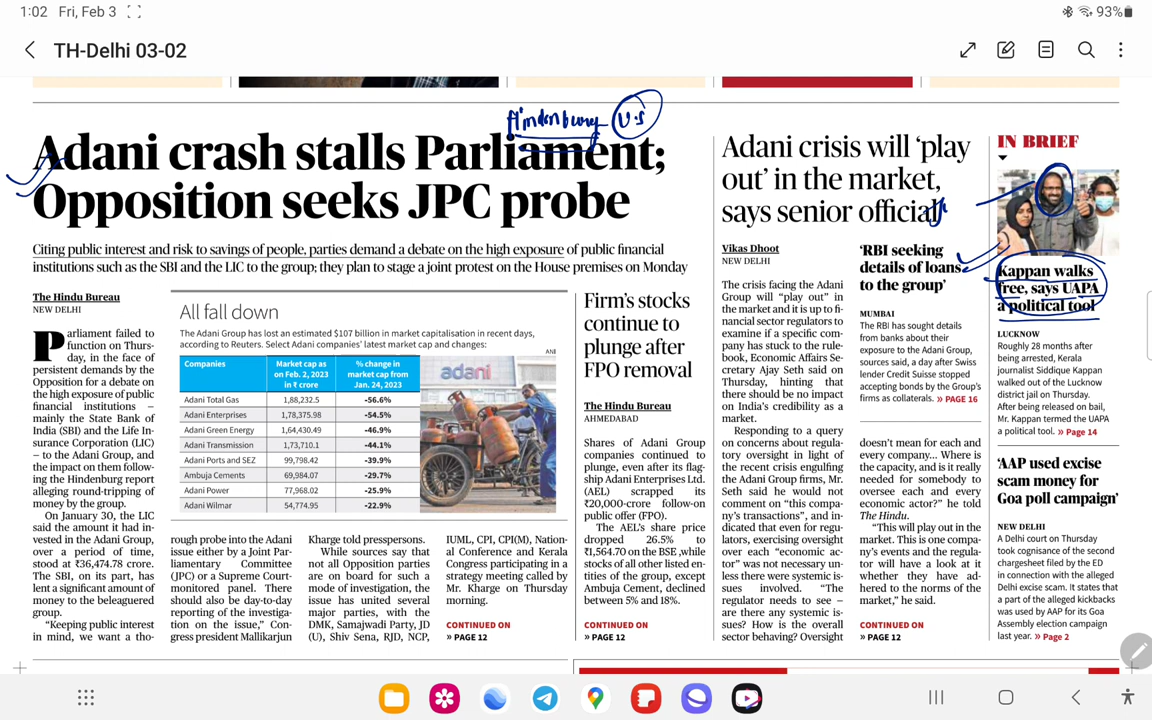 1:02 Fri, Feb 3
93%
TH-Delhi 03-02
Hindenburg U.S
Adani crash stalls Parliament;
Opposition seeks JPC probe
Citing public interest and risk to savings of people, parties demand a debate on the high exposure of public financial
institutions such as the SBI and the LIC to the group; they plan to stage a joint protest on the House premises on Monday
The Hindu Bureau
NEW DELHI
Parliament failed to
function on Thurs-
day, in the face of
persistent demands by the
Opposition for a debate on
the high exposure of public
financial institutions –
mainly the State Bank of
India (SBI) and the Life In-
surance Corporation (LIC)
– to the Adani Group, and
the impact on them follow-
ing the Hindenburg report
alleging round-tripping of
money by the group.
On January 30, the LIC
said the amount it had in-
vested in the Adani Group,
over a period of time,
stood at ₹36,474.78 crore.
The SBI, on its part, has
lent a significant amount of
money to the beleaguered
group.
“Keeping public interest
in mind, we want a tho-
All fall down
The Adani Group has lost an estimated $107 billion in market capitalisation in recent days,
according to Reuters. Select Adani companies' latest market cap and changes:
ANI
Companies Market cap as on Feb. 2, 2023 in ₹ crore % change in market cap from Jan. 24, 2023
Adani Total Gas 1,88,232.5 -56.6%
Adani Enterprises 1,78,375.98 -54.5%
Adani Green Energy 1,64,430.49 -46.9%
Adani Transmission 1,73,710.1 -44.1%
Adani Ports and SEZ 99,798.42 -39.9%
Ambuja Cements 69,984.07 -29.7%
Adani Power 77,968.02 -25.9%
Adani Wilmar 54,774.95 -22.9%
adani
rough probe into the Adani
issue either by a Joint Par-
liamentary Committee
(JPC) or a Supreme Court-
monitored panel. There
should also be day-to-day
reporting of the investiga-
tion on the issue,” Con-
gress president Mallikarjun
Kharge told presspersons.
While sources say that
not all Opposition parties
are on board for such a
mode of investigation, the
issue has united several
major parties, with the
DMK, Samajwadi Party, JD
(U), Shiv Sena, RJD, NCP,
IUML, CPI, CPI(M), Nation-
al Conference and Kerala
Congress participating in a
strategy meeting called by
Mr. Kharge on Thursday
morning.
CONTINUED ON
» PAGE 12
Firm's stocks
continue to
plunge after
FPO removal
The Hindu Bureau
AHMEDABAD
Shares of Adani Group
companies continued to
plunge, even after its flag-
ship Adani Enterprises Ltd.
(AEL) scrapped its
₹20,000-crore follow-on
public offer (FPO).
The AEL's share price
dropped 26.5% to
₹1,564.70 on the BSE ,while
stocks of all other listed en-
tities of the group, except
Ambuja Cement, declined
between 5% and 18%.
CONTINUED ON
» PAGE 12
Adani crisis will ‘play
out’ in the market,
says senior official
Vikas Dhoot
NEW DELHI
The crisis facing the Adani
Group will “play out” in
the market and it is up to fi-
nancial sector regulators to
examine if a specific com-
pany has stuck to the rule-
book, Economic Affairs Se-
cretary Ajay Seth said on
Thursday, hinting that
there should be no impact
on India's credibility as a
market.
Responding to a query
on concerns about regula-
tory oversight in light of
the recent crisis engulfing
the Adani Group firms, Mr.
Seth said he would not
comment on “this com-
pany's transactions”, and in-
dicated that even for regu-
lators, exercising oversight
over each “economic ac-
tor” was not necessary un-
less there were systemic is-
sues involved. “The
regulator needs to see –
are there any systemic is-
sues? How is the overall
sector behaving? Oversight
‘RBI seeking
details of loans
to the group’
MUMBAI
The RBI has sought details
from banks about their
exposure to the Adani Group,
sources said, a day after Swiss
lender Credit Suisse stopped
accepting bonds by the Group's
firms as collaterals. » PAGE 16
doesn't mean for each and
every company... Where is
the capacity, and is it really
needed for somebody to
oversee each and every
economic actor?” he told
The Hindu.
“This will play out in the
market. This is one compa-
ny's events and the regula-
tor will have a look at it
whether they have ad-
hered to the norms of the
market,” he said.
CONTINUED ON
» PAGE 12
IN BRIEF
Kappan walks
free, says UAPA
a political tool
LUCKNOW
Roughly 28 months after
being arrested, Kerala
journalist Siddique Kappan
walked out of the Lucknow
district jail on Thursday.
After being released on bail,
Mr. Kappan termed the UAPA
a political tool. » Page 14
‘AAP used excise
scam money for
Goa poll campaign’
NEW DELHI
A Delhi court on Thursday
took cognisance of the second
chargesheet filed by the ED
in connection with the alleged
Delhi excise scam. It states that
a part of the alleged kickbacks
was used by AAP for its Goa
Assembly election campaign
last year. » Page 2